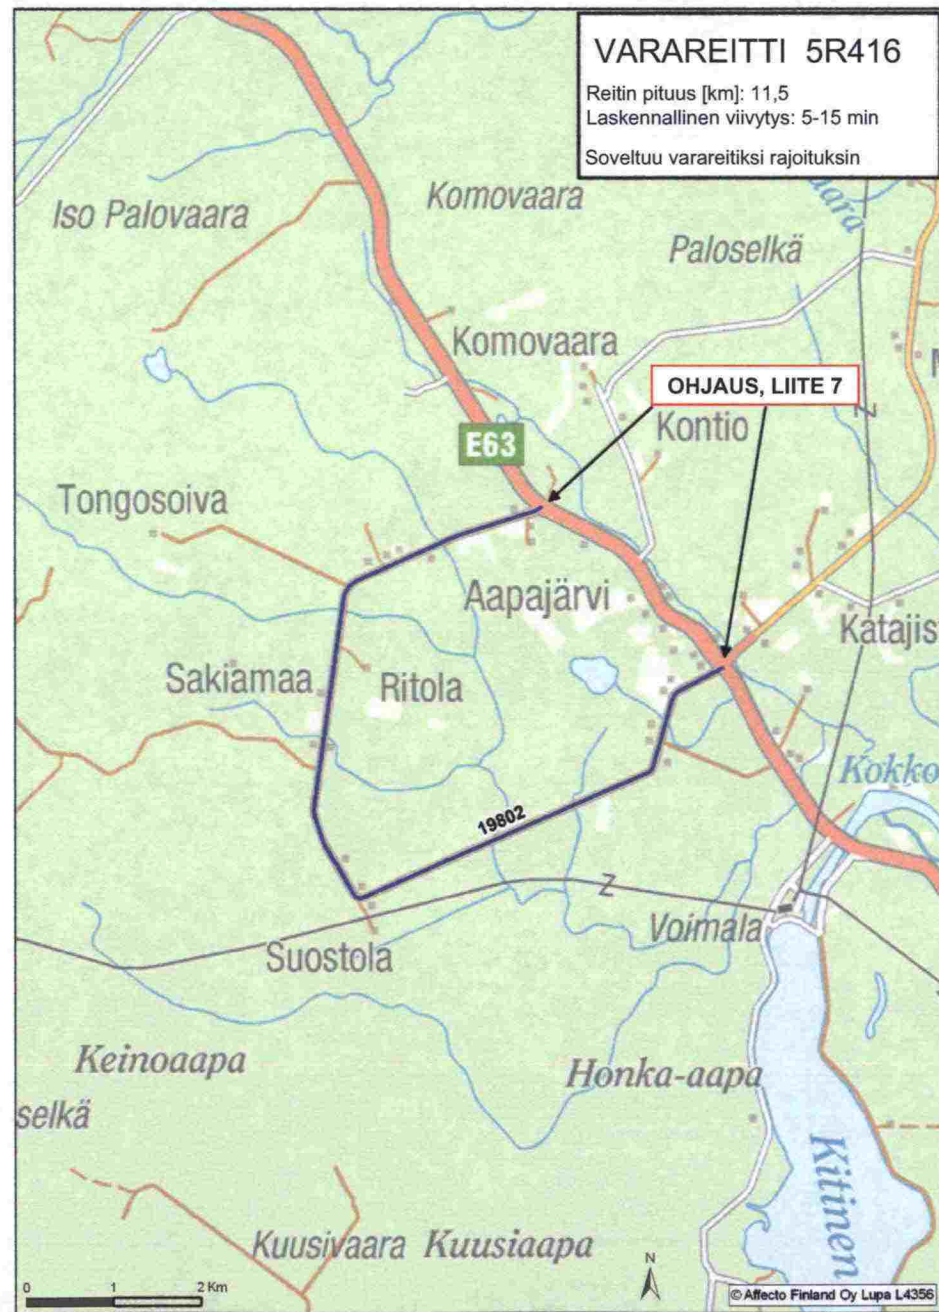 VARAREITTI 5R416
Reitin pituus [km]: 11,5
Laskennallinen viivytys: 5-15 min
Soveltuu varareitiksi rajoituksin
Iso Palovaara
Komovaara
aara
Paloselkä
Komovaara
OHJAUS, LIITE 7
Kontio
E63
Z
Tongosoiva
Aapajärvi
Katajis
Sakiamaa
Ritola
Kokko
19802
Z
Voimala
Suostola
Keinoaapa
Honka-aapa
selkä
Kitinen
Kuusivaara
Kuusiaapa
N
0 1 2 Km
© Affecto Finland Oy Lupa L4356